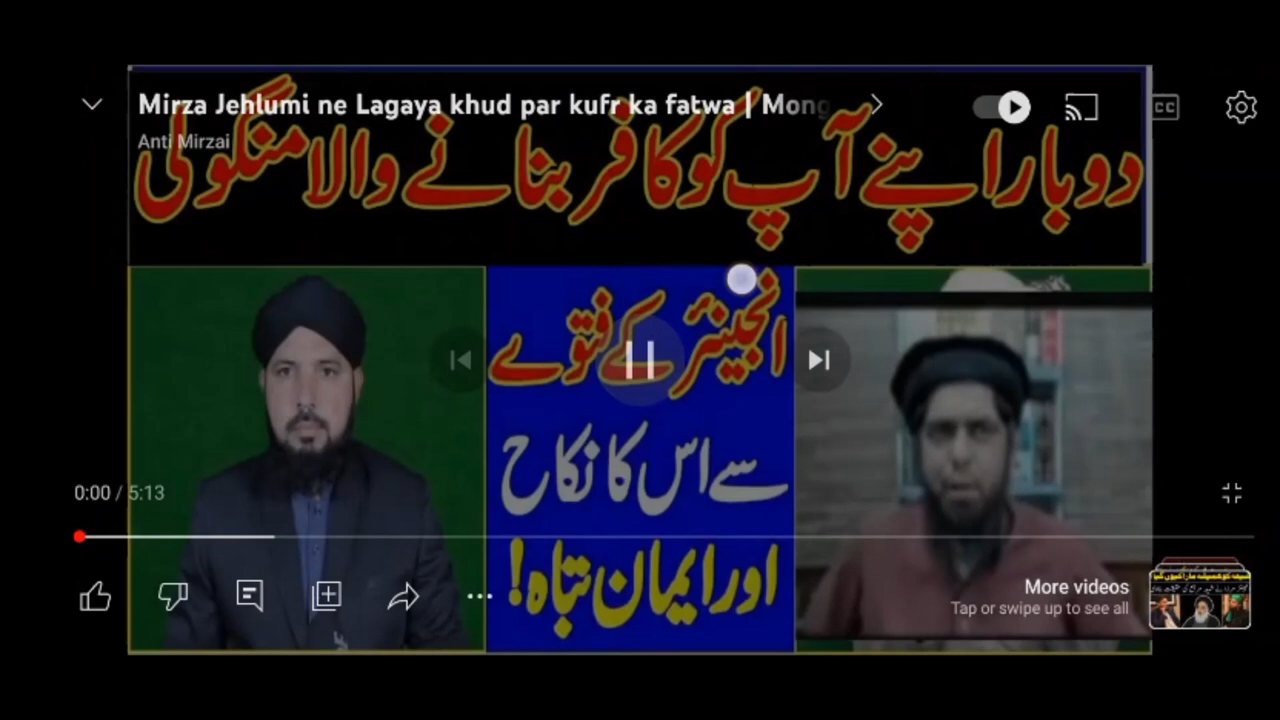 Mirza Jehlumi ne Lagaya khud par kufr ka fatwa | Mong
Anti Mirzai
CC
دوبار اپنے آپ کو کافر بنانے والا منگولی
انجینئر کے فتوے
سے اس کا نکاح
اور ایمان تباہ!
0:00 / 5:13
More videos
Tap or swipe up to see all